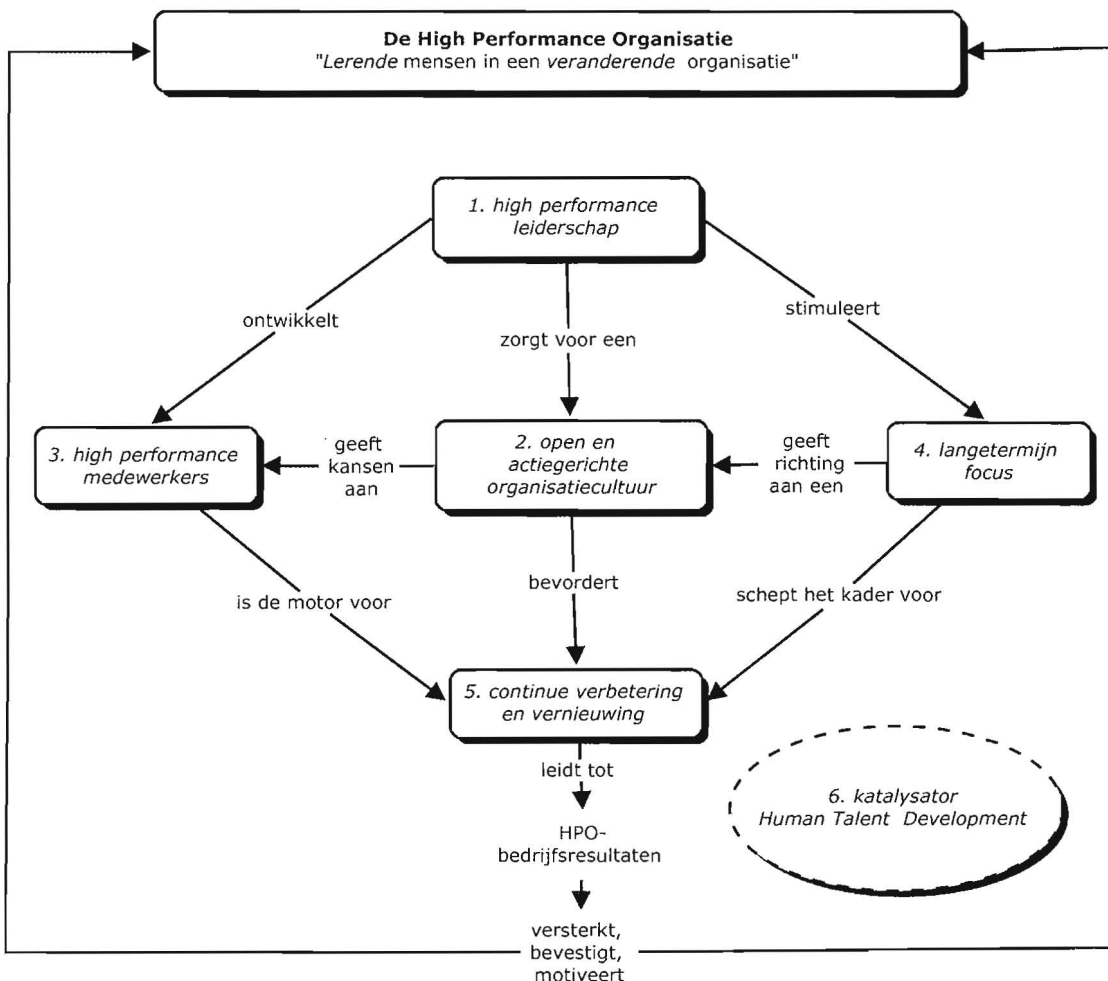 De High Performance Organisatie
"Lerende mensen in een veranderende organisatie"
1. high performance
leiderschap
ontwikkelt
zorgt voor een
stimuleert
3. high performance
medewerkers
geeft
kansen
aan
2. open en
actiegerichte
organisatiecultuur
geeft
richting
aan een
4. langetermijn
focus
is de motor voor
bevordert
schept het kader voor
5. continue verbetering
en vernieuwing
leidt tot
HPO-
bedrijfsresultaten
6. katalysator
Human Talent Development
versterkt,
bevestigt,
motiveert